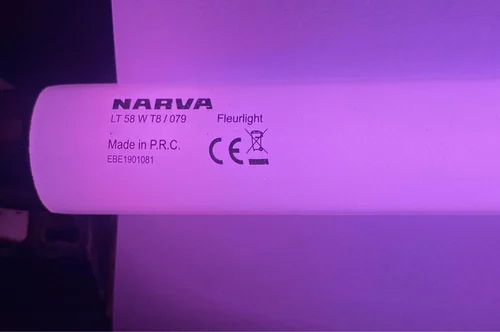 NARVA
LT 58 W T8 / 079 Fleurlight
Made in P.R.C.
EBE1901081
CE